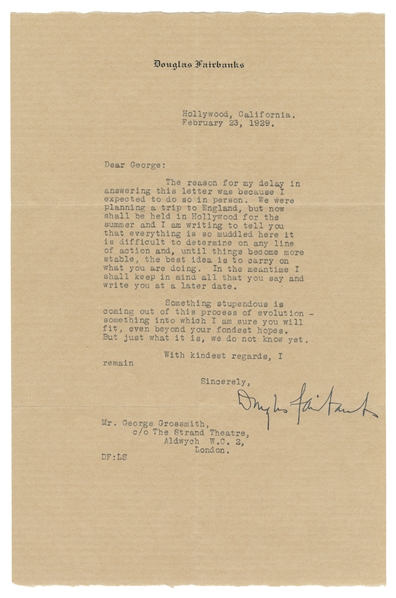 Douglas Fairbanks
Hollywood, California.
February 23, 1929.
Dear George:
The reason for my delay in
answering this letter was because I
expected to do so in person. We were
planning a trip to England, but now
shall be held in Hollywood for the
summer and I am writing to tell you
that everything is so muddled here it
is difficult to determine on any line
of action and, until things become more
stable, the best idea is to carry on
what you are doing. In the meantime I
shall keep in mind all that you say and
write you at a later date.
Something stupendous is
coming out of this process of evolution -
something into which I am sure you will
fit, even beyond your fondest hopes.
But just what it is, we do not know yet.
With kindest regards, I
remain
Sincerely,
Douglas Fairbanks
Mr. George Grossmith,
c/o The Strand Theatre,
Aldwych W.C. 2,
London.
DF:LS